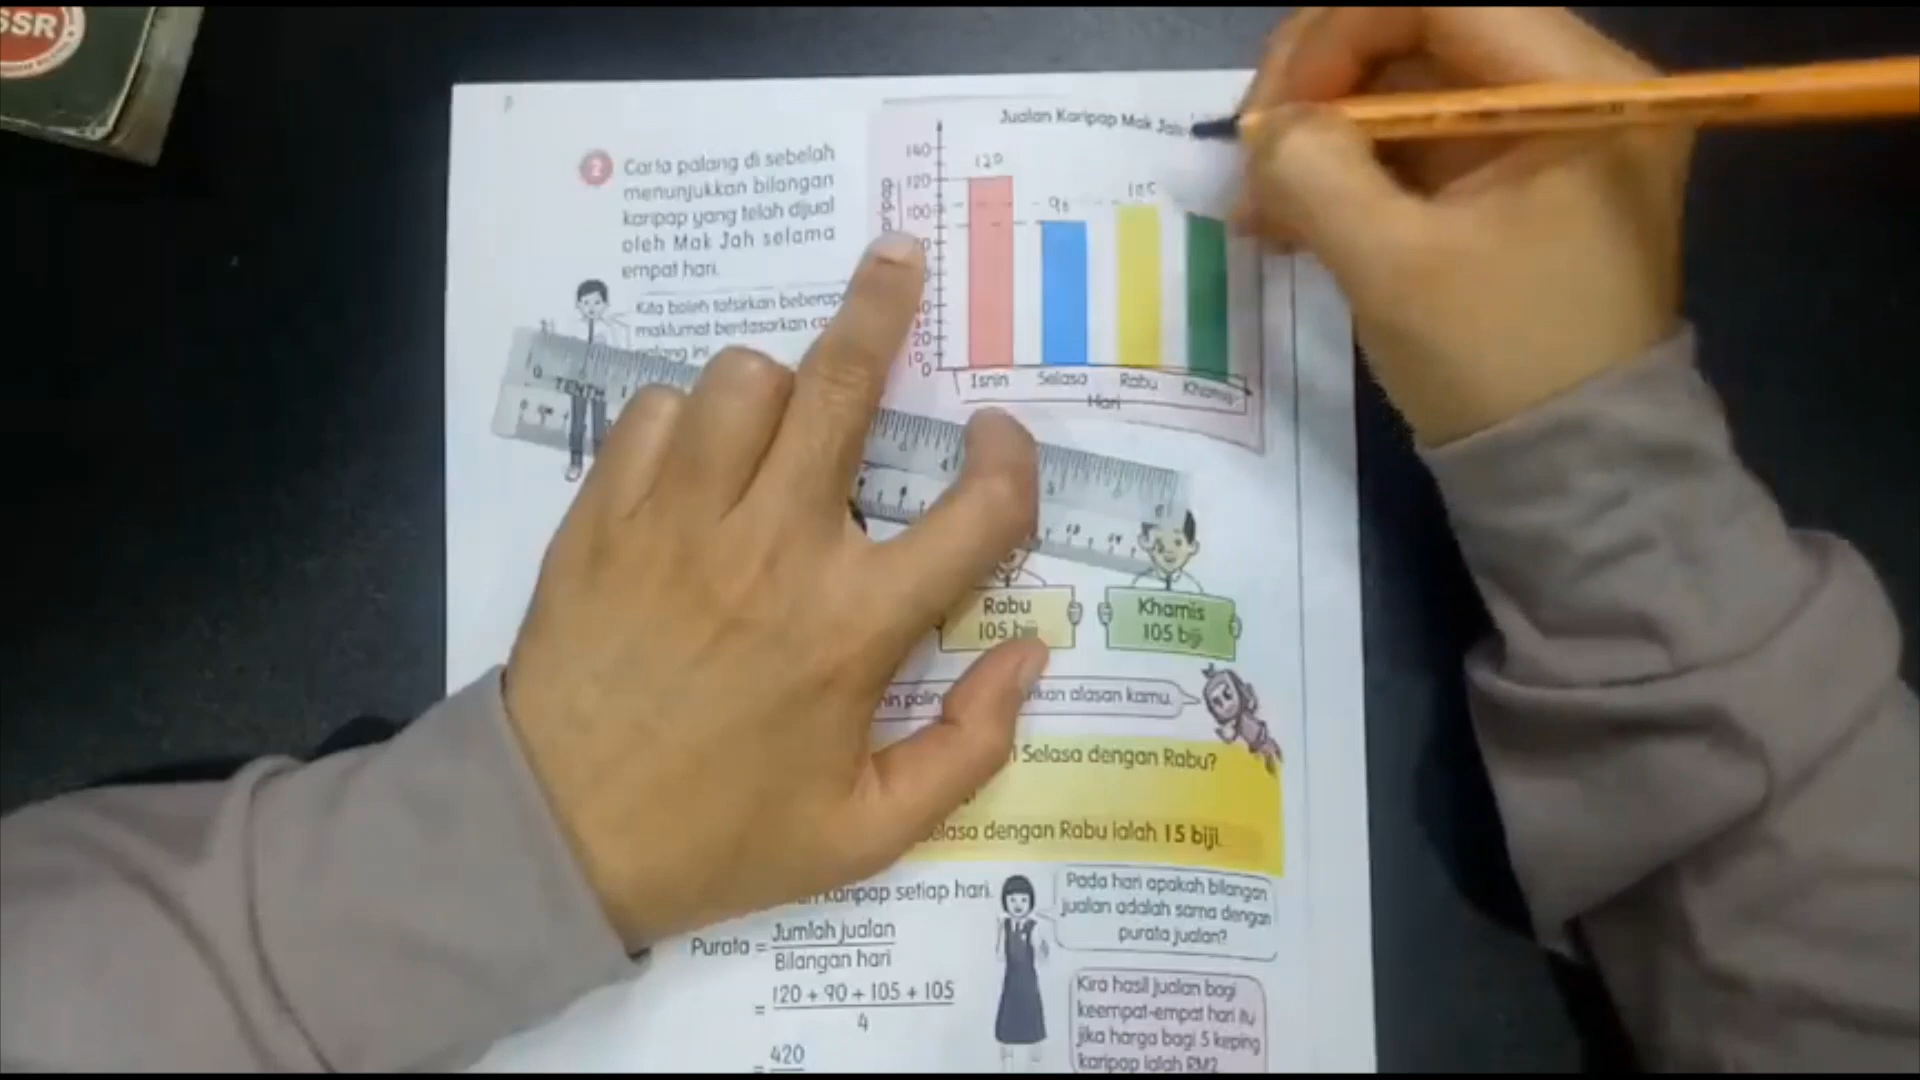 SSR
2 Carta palang di sebelah
menunjukkan bilangan
karipap yang telah dijual
oleh Mak Jah selama
empat hari.
Kita boleh tafsirkan
maklumat berdasarkan
ini
Jualan Karipap Mak Jah
140
120
100
20
10
0
120
90
105
Isnin Selasa Rabu Khamis
Hari
TENTH
Rabu
105 biji
Khamis
105 biji
alasan kamu.
Selasa dengan Rabu?
Selasa dengan Rabu ialah 15 biji.
karipap setiap hari.
Purata = Jumlah jualan
Bilangan hari
= 120 + 90 + 105 + 105
4
= 420
Pada hari apakah bilangan
jualan adalah sama dengan
purata jualan?
Kira hasil jualan bagi
keempat-empat hari itu
jika harga bagi 5 keping
karipap ialah RM2